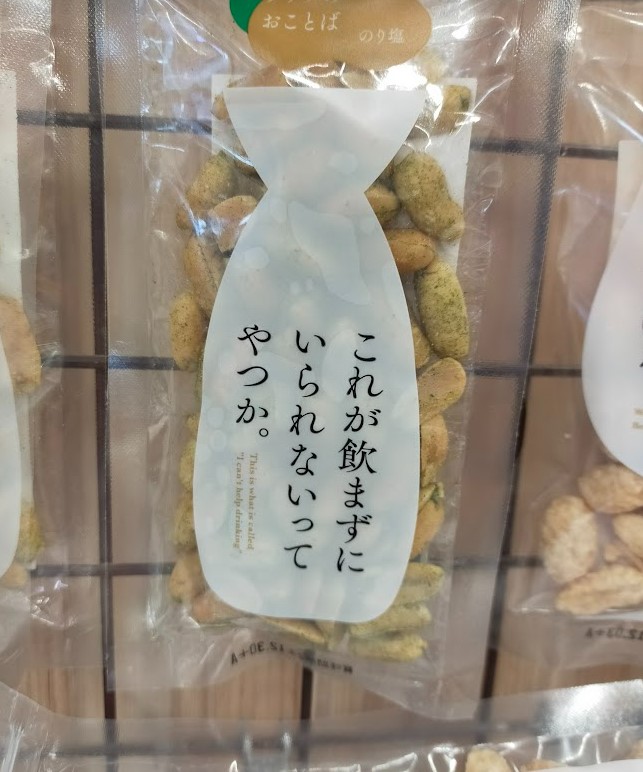 おことば
のり塩
これが飲まずに
いられないって
やつか。
This is what is called
"I can't help drinking".